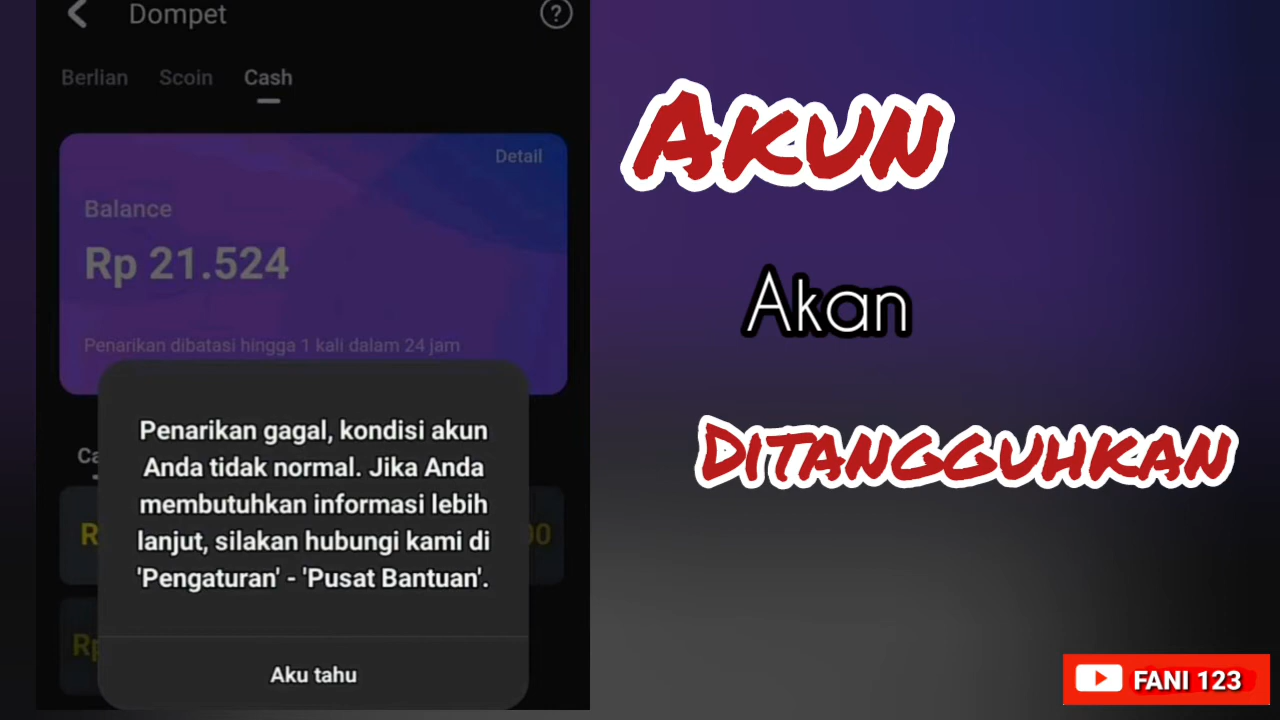 Dompet
Berlian Scoin Cash
Detail
Balance
Rp 21.524
Penarikan dibatasi hingga 1 kali dalam 24 jam
Penarikan gagal, kondisi akun
Anda tidak normal. Jika Anda
membutuhkan informasi lebih
lanjut, silakan hubungi kami di
'Pengaturan' - 'Pusat Bantuan'.
Aku tahu
Akun
Akan
Ditangguhkan
FANI 123